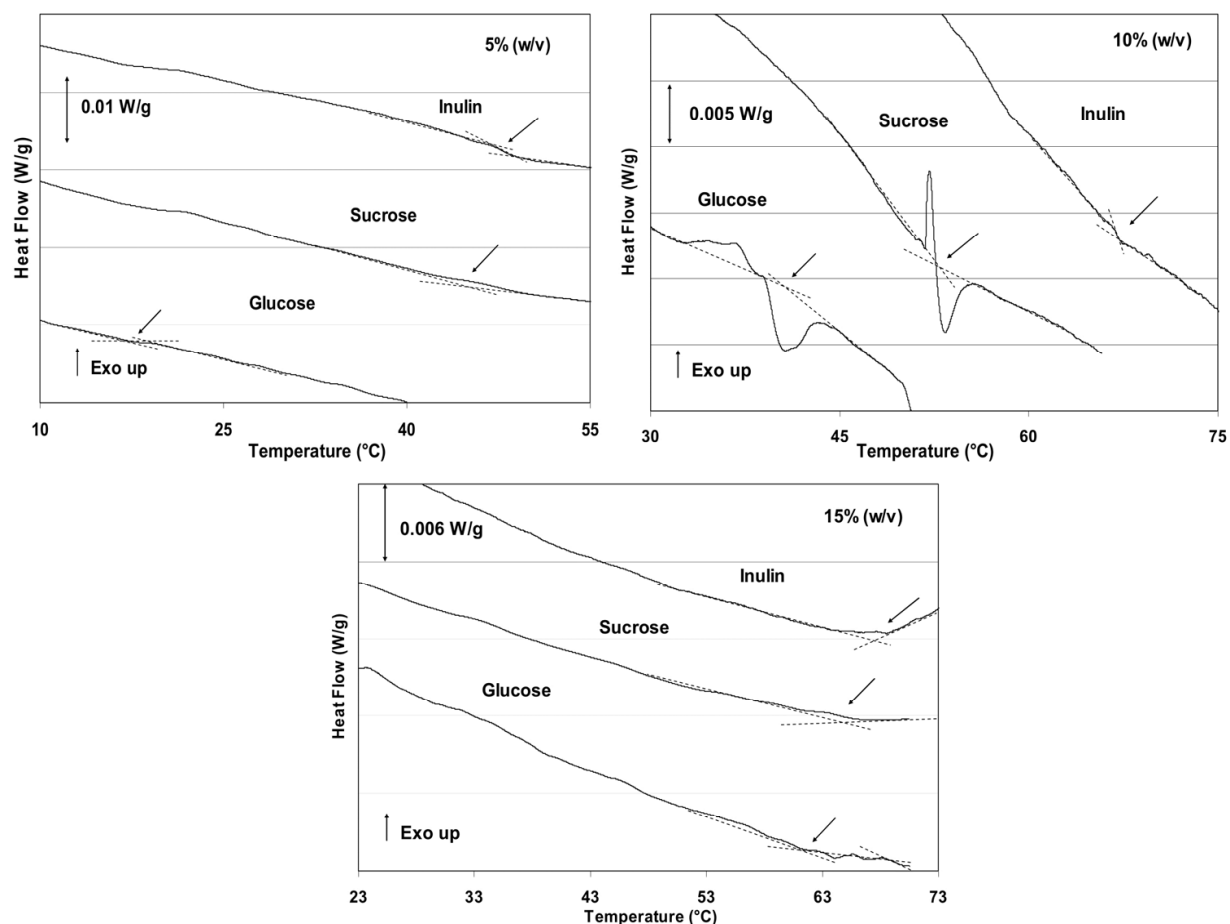 5% (w/v)
0.01 W/g
Inulin
Sucrose
Glucose
Exo up
Heat Flow (W/g)
10 25 40 55
Temperature (°C)
10% (w/v)
0.005 W/g
Sucrose
Inulin
Glucose
Exo up
Heat Flow (W/g)
30 45 60 75
Temperature (°C)
15% (w/v)
0.006 W/g
Inulin
Sucrose
Glucose
Exo up
Heat Flow (W/g)
23 33 43 53 63 73
Temperature (°C)